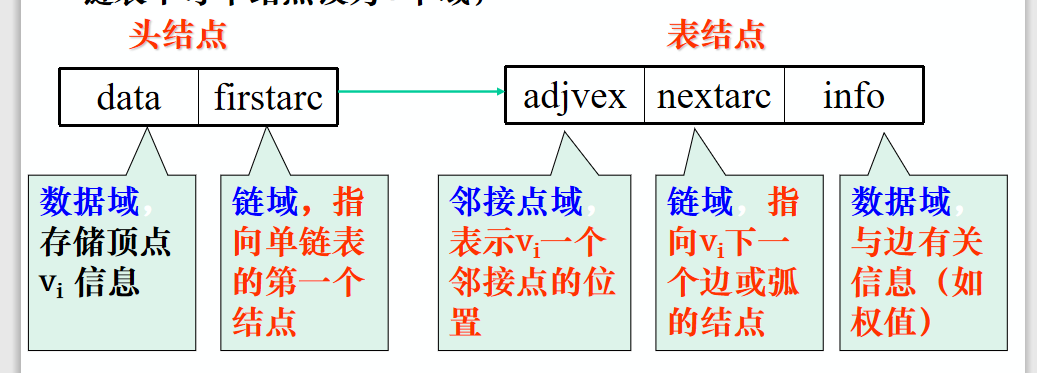 头结点
表结点
data
firstarc
adjvex
nextarc
info
数据域,
存储顶点
vi 信息
链域，指
向单链表
的第一个
结点
邻接点域,
表示vi一个
邻接点的位
置
链域,指
向vi下一
个边或弧
的结点
数据域,
与边有关
信息（如
权值）